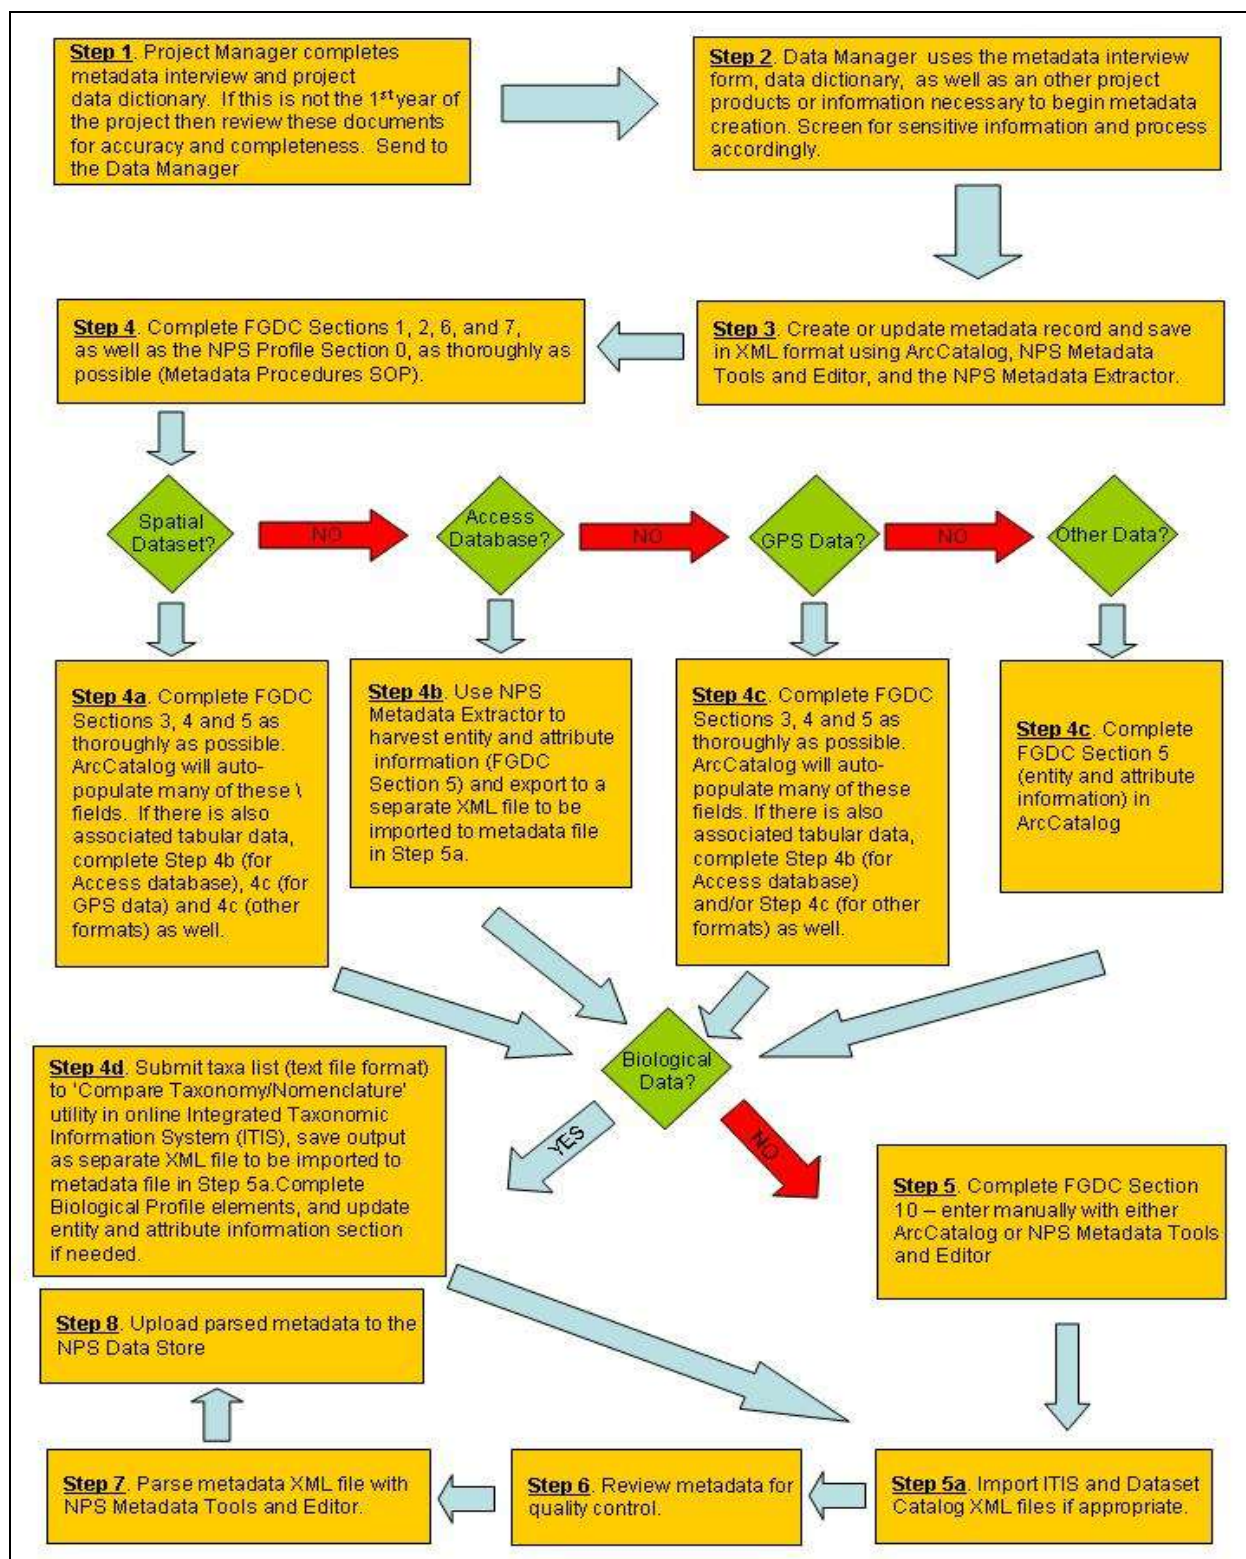 Step 1. Project Manager completes
metadata interview and project
data dictionary. If this is not the 1st year of
the project then review these documents
for accuracy and completeness. Send to
the Data Manager
Step 2. Data Manager uses the metadata interview
form, data dictionary, as well as an other project
products or information necessary to begin metadata
creation. Screen for sensitive information and process
accordingly.
Step 4. Complete FGDC Sections 1, 2, 6, and 7,
as well as the NPS Profile Section 0, as thoroughly as
possible (Metadata Procedures SOP).
Step 3. Create or update metadata record and save
in XML format using ArcCatalog, NPS Metadata
Tools and Editor, and the NPS Metadata Extractor.
Spatial
Dataset?
NO
Access
Database?
NO
GPS Data?
NO
Other Data?
Step 4a. Complete FGDC
Sections 3, 4 and 5 as
thoroughly as possible.
ArcCatalog will auto-
populate many of these \
fields. If there is also
associated tabular data,
complete Step 4b (for
Access database), 4c (for
GPS data) and 4c (other
formats) as well.
Step 4b. Use NPS
Metadata Extractor to
harvest entity and attribute
information (FGDC
Section 5) and export to a
separate XML file to be
imported to metadata file
in Step 5a.
Step 4c. Complete FGDC
Sections 3, 4 and 5 as
thoroughly as possible.
ArcCatalog will auto-
populate many of these
fields. If there is also
associated tabular data,
complete Step 4b (for
Access database)
and/or Step 4c (for other
formats) as well.
Step 4c. Complete
FGDC Section 5
(entity and attribute
information) in
ArcCatalog
Biological
Data?
YES
NO
Step 4d. Submit taxa list (text file format)
to 'Compare Taxonomy/Nomenclature'
utility in online Integrated Taxonomic
Information System (ITIS), save output
as separate XML file to be imported to
metadata file in Step 5a.Complete
Biological Profile elements, and update
entity and attribute information section
if needed.
Step 5. Complete FGDC Section
10 – enter manually with either
ArcCatalog or NPS Metadata Tools
and Editor
Step 8. Upload parsed metadata to the
NPS Data Store
Step 7. Parse metadata XML file with
NPS Metadata Tools and Editor.
Step 6. Review metadata for
quality control.
Step 5a. Import ITIS and Dataset
Catalog XML files if appropriate.